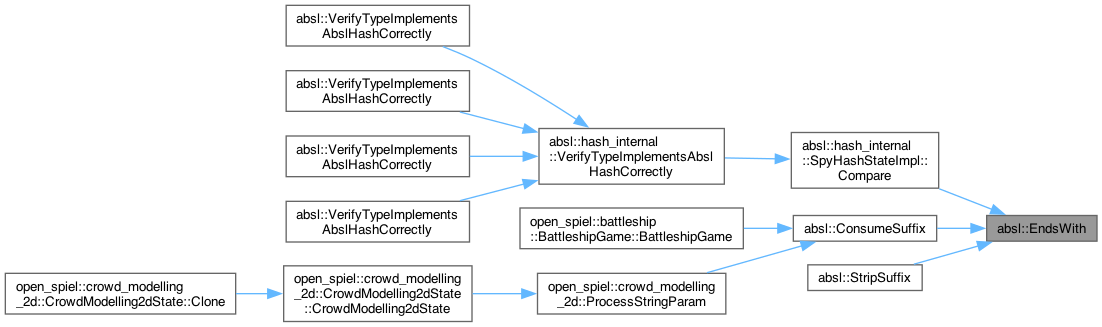 absl::VerifyTypeImplements
AbslHashCorrectly
absl::VerifyTypeImplements
AbslHashCorrectly
absl::VerifyTypeImplements
AbslHashCorrectly
absl::VerifyTypeImplements
AbslHashCorrectly
absl::hash_internal
::VerifyTypeImplementsAbsl
HashCorrectly
absl::hash_internal
::SpyHashStateImpl::
Compare
open_spiel::battleship
::BattleshipGame::BattleshipGame
absl::ConsumeSuffix
absl::EndsWith
absl::StripSuffix
open_spiel::crowd_modelling
_2d::CrowdModelling2dState::Clone
open_spiel::crowd_modelling
_2d::CrowdModelling2dState
::CrowdModelling2dState
open_spiel::crowd_modelling
_2d::ProcessStringParam